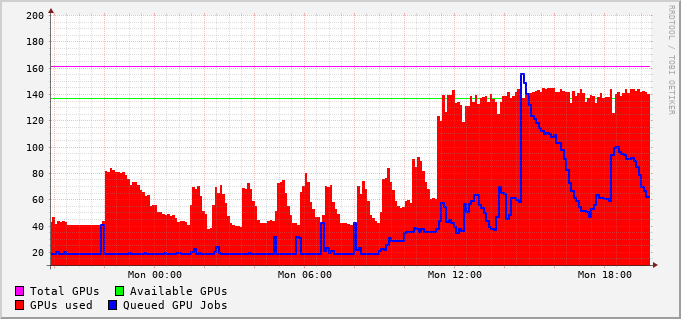 RRDTOOL / TOBI OETIKER
200
180
160
140
120
100
80
60
40
20
Mon 00:00 Mon 06:00 Mon 12:00 Mon 18:00
Total GPUs Available GPUs
GPUs used Queued GPU Jobs